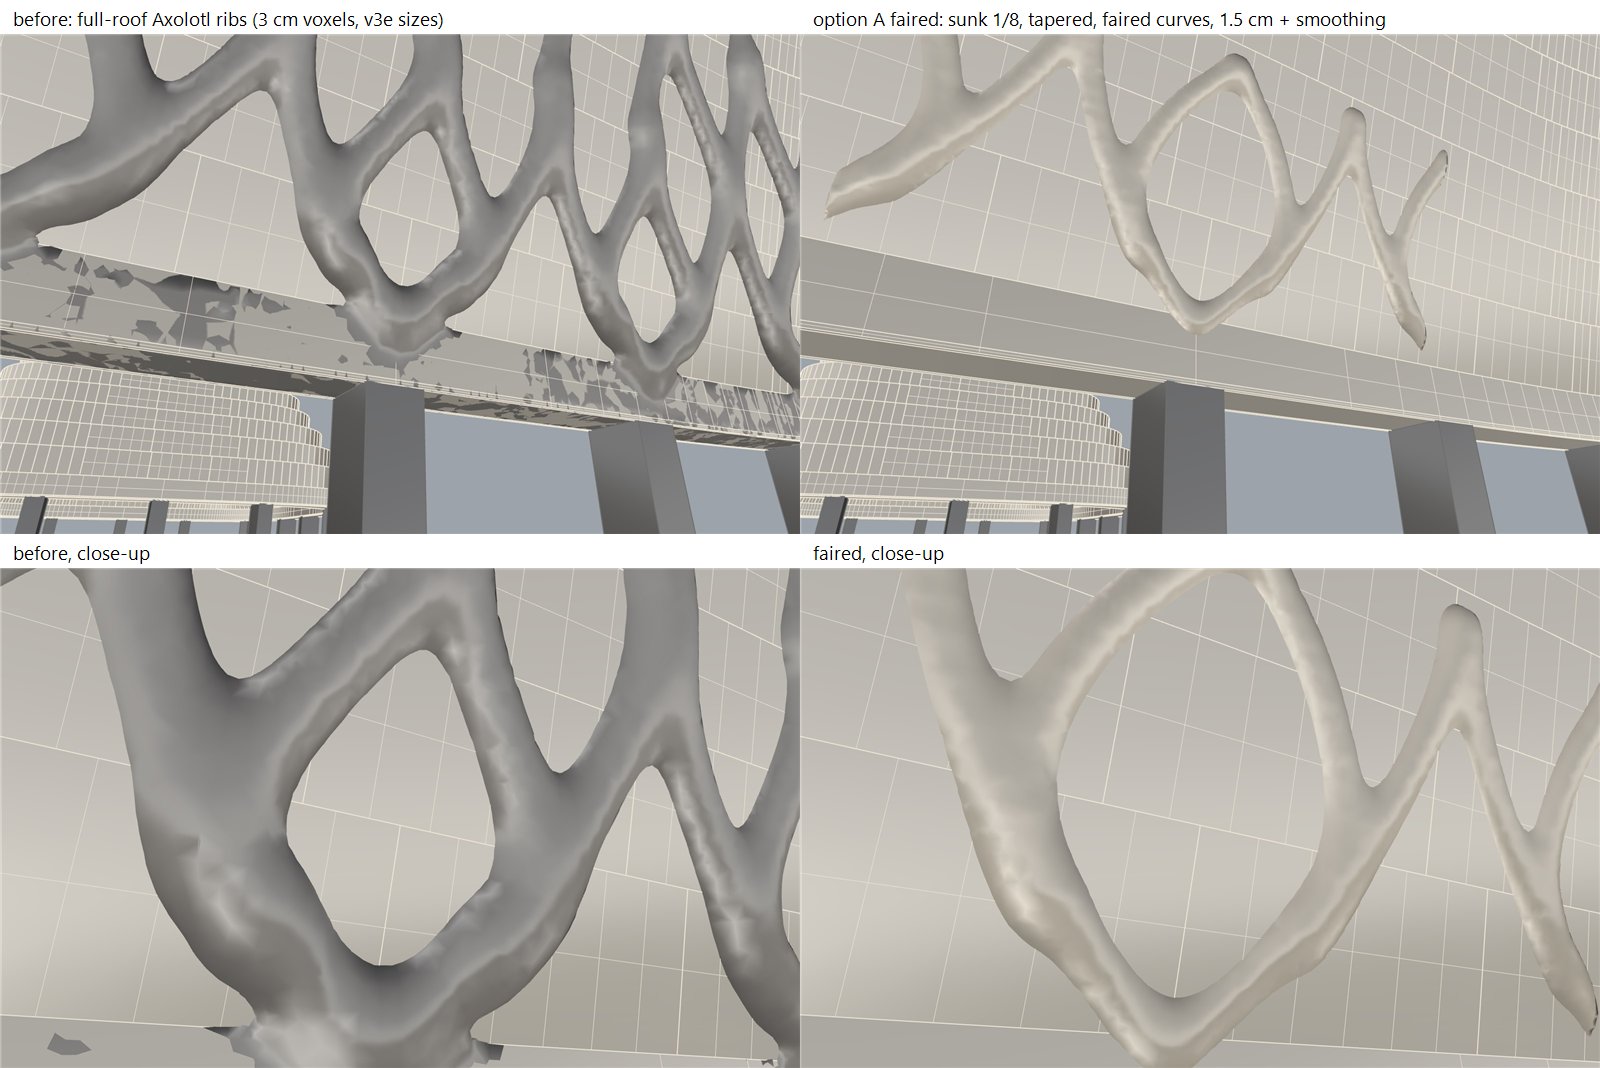 before: full-roof Axolotl ribs (3 cm voxels, v3e sizes)
option A faired: sunk 1/8, tapered, faired curves, 1.5 cm + smoothing
before, close-up
faired, close-up